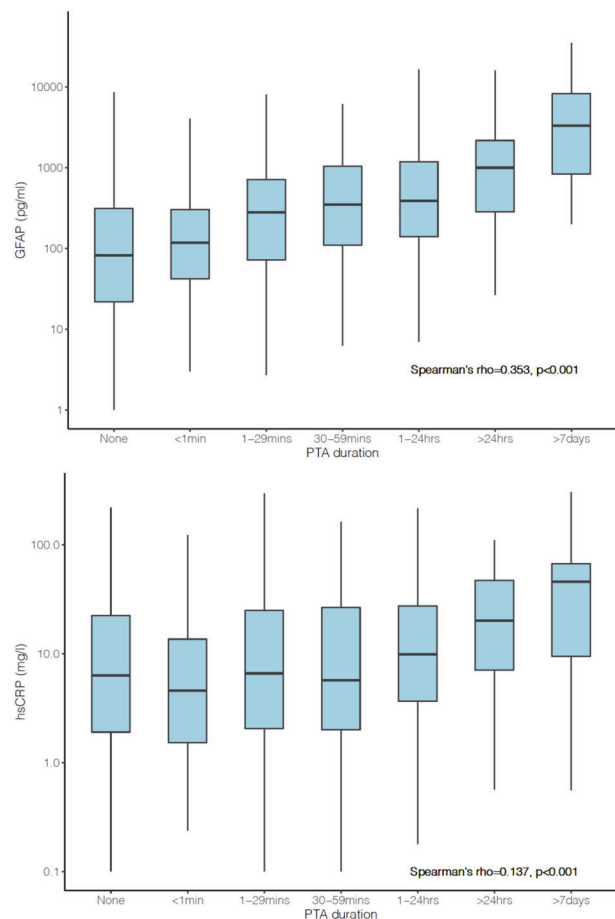 10000
1000
100
10
1
GFAP (pg/ml)
Spearman's rho=0.353, p<0.001
None <1min 1–29mins 30–59mins 1–24hrs >24hrs >7days
PTA duration
100.0
10.0
1.0
0.1
hsCRP (mg/l)
Spearman's rho=0.137, p<0.001
None <1min 1–29mins 30–59mins 1–24hrs >24hrs >7days
PTA duration